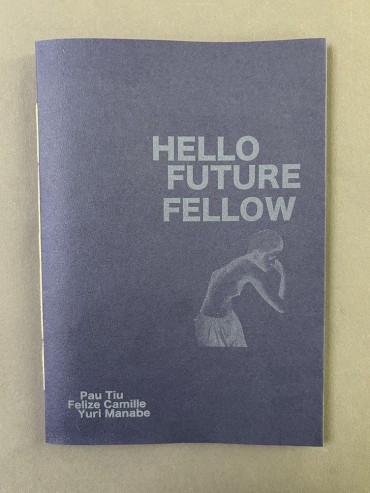 HELLO
FUTURE
FELLOW
Pau Tiu
Felize Camille
Yuri Manabe